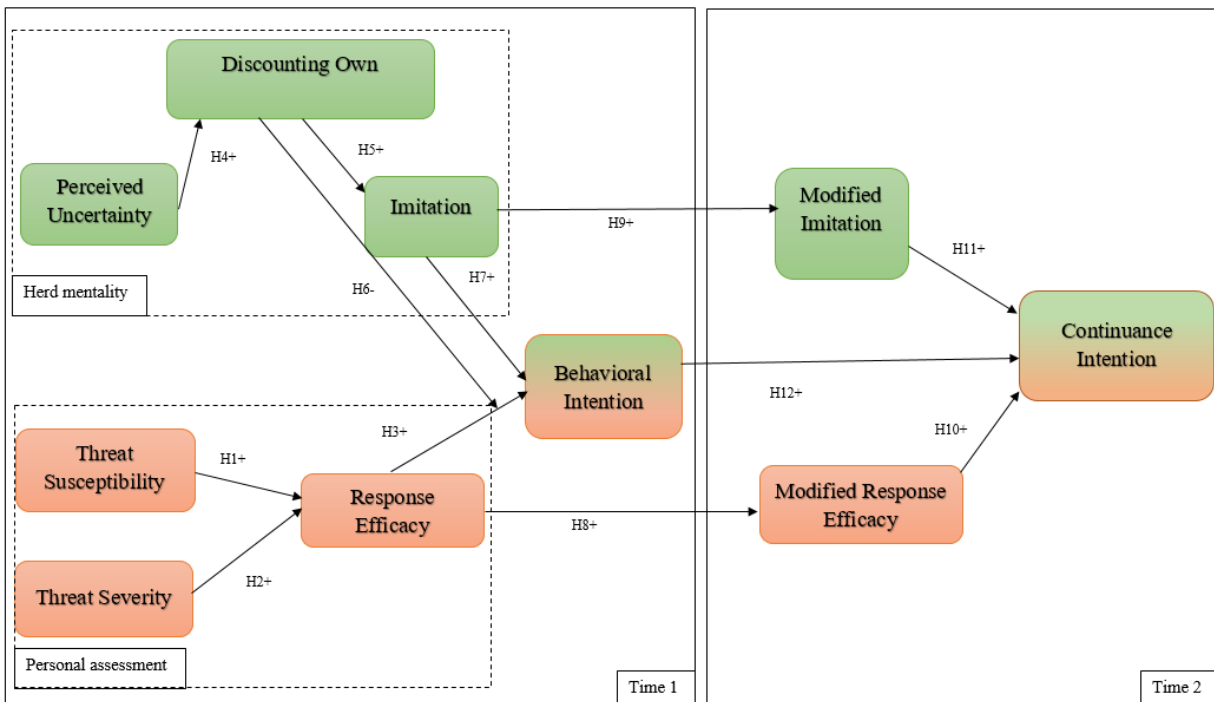 Discounting Own
H4+
H5+
Perceived
Uncertainty
Imitation
Modified
Imitation
H9+
H11+
H6-
H7+
Herd mentality
Continuance
Intention
Behavioral
Intention
H12+
H3+
H10+
Threat
Susceptibility
H1+
Response
Efficacy
Modified Response
Efficacy
H8+
H2+
Threat Severity
Personal assessment
Time 1
Time 2